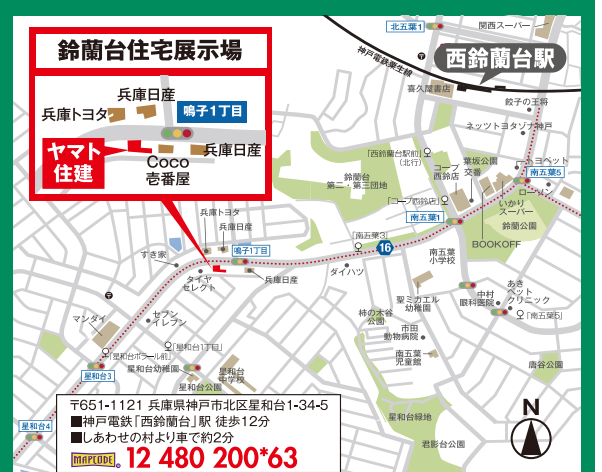 鈴蘭台住宅展示場
兵庫日産
兵庫トヨタ
鳴子1丁目
ヤマト
住建
兵庫日産
Coco
壱番屋
北五葉1
関西スーパー
神戸電鉄粟生線
西鈴蘭台駅
喜久屋書店
餃子の王将
ネッツトヨタゾナ神戸
「西鈴蘭台駅前」
(北行)
コープ
西鈴店
葉坂公園
交番
トヨペット
南五葉5
ローソン
鈴蘭台
第二・第三団地
「コープ西鈴店」
いかり
スーパー
鈴蘭公園
南五葉1
BOOKOFF
兵庫トヨタ
兵庫日産
「南五葉3」
16
鳴子1丁目
すき家
南五葉
小学校
タイヤ
セレクト
兵庫日産
ダイハツ
あき
ペット
クリニック
中村
眼科医院
聖ミカエル
幼稚園
「南五葉6」
柿の木谷
公園
市田
動物病院
マンダイ
セブン
イレブン
「星和台1丁目」
「星和台ポラール前」
南五葉
児童館
唐谷公園
星和台3
星和台幼稚園
星和台
中学校
星和台公園
星和台4
星和台緑地
君影台公園
N
〒651-1121 兵庫県神戸市北区星和台1-34-5
■神戸電鉄「西鈴蘭台」駅 徒歩12分
■しあわせの村より車で約2分
MAPCODE 12 480 200*63